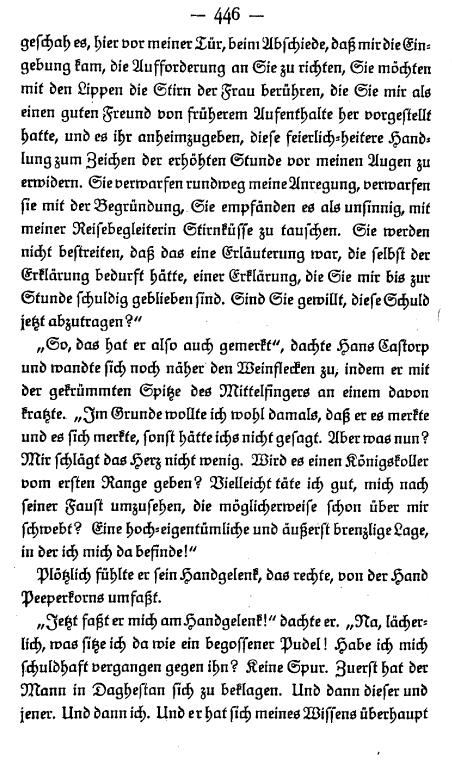 — 446 —
geschah es, hier vor meiner Tür, beim Abschiede, daß mir die Ein-
gebung kam, die Aufforderung an Sie zu richten, Sie möchten
mit den Lippen die Stirn der Frau berühren, die Sie mir als
einen guten Freund von früherem Aufenthalte her vorgestellt
hatte, und es ihr anheimzugeben, diese feierlich-heitere Hand-
lung zum Zeichen der erhöhten Stunde vor meinen Augen zu
erwidern. Sie verwarfen rundweg meine Anregung, verwarfen
sie mit der Begründung, Sie empfänden es als unsinnig, mit
meiner Reisebegleiterin Stirnküsse zu tauschen. Sie werden
nicht bestreiten, daß das eine Erläuterung war, die selbst der
Erklärung bedurft hätte, einer Erklärung, die Sie mir bis zur
Stunde schuldig geblieben sind. Sind Sie gewillt, diese Schuld
jetzt abzutragen?“
„So, das hat er also auch gemerkt“, dachte Hans Castorp
und wandte sich noch näher den Weinflecken zu, indem er mit
der gekrümmten Spitze des Mittelfingers an einem davon
kratzte. „Im Grunde wollte ich wohl damals, daß er es merkte
und es sich merkte, sonst hätte ichs nicht gesagt. Aber was nun?
Mir schlägt das Herz nicht wenig. Wird es einen Königskoller
vom ersten Range geben? Vielleicht täte ich gut, mich nach
seiner Faust umzusehen, die möglicherweise schon über mir
schwebt? Eine hoch-eigentümliche und äußerst brenzlige Lage,
in der ich mich da befinde!“
Plötzlich fühlte er sein Handgelenk, das rechte, von der Hand
Peeperkorns umfaßt.
„Jetzt faßt er mich am Handgelenk!“ dachte er. „Na, lächer-
lich, was sitze ich da wie ein begossener Pudel! Habe ich mich
schuldhaft vergangen gegen ihn? Keine Spur. Zuerst hat der
Mann in Daghestan sich zu beklagen. Und dann dieser und
jener. Und dann ich. Und er hat sich meines Wissens überhaupt